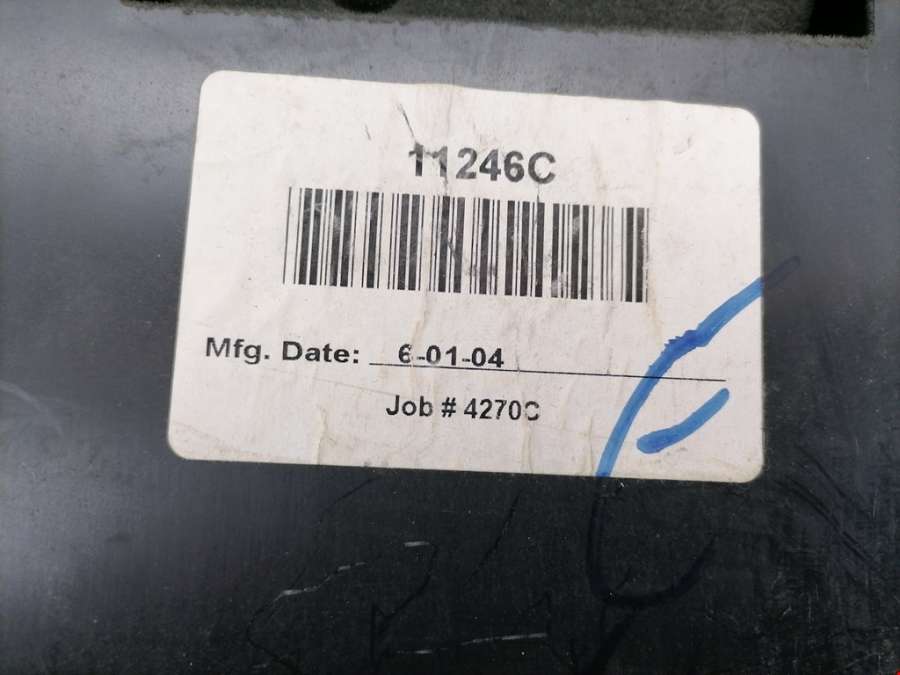 11246C
Mfg. Date: 6-01-04
Job # 4270C